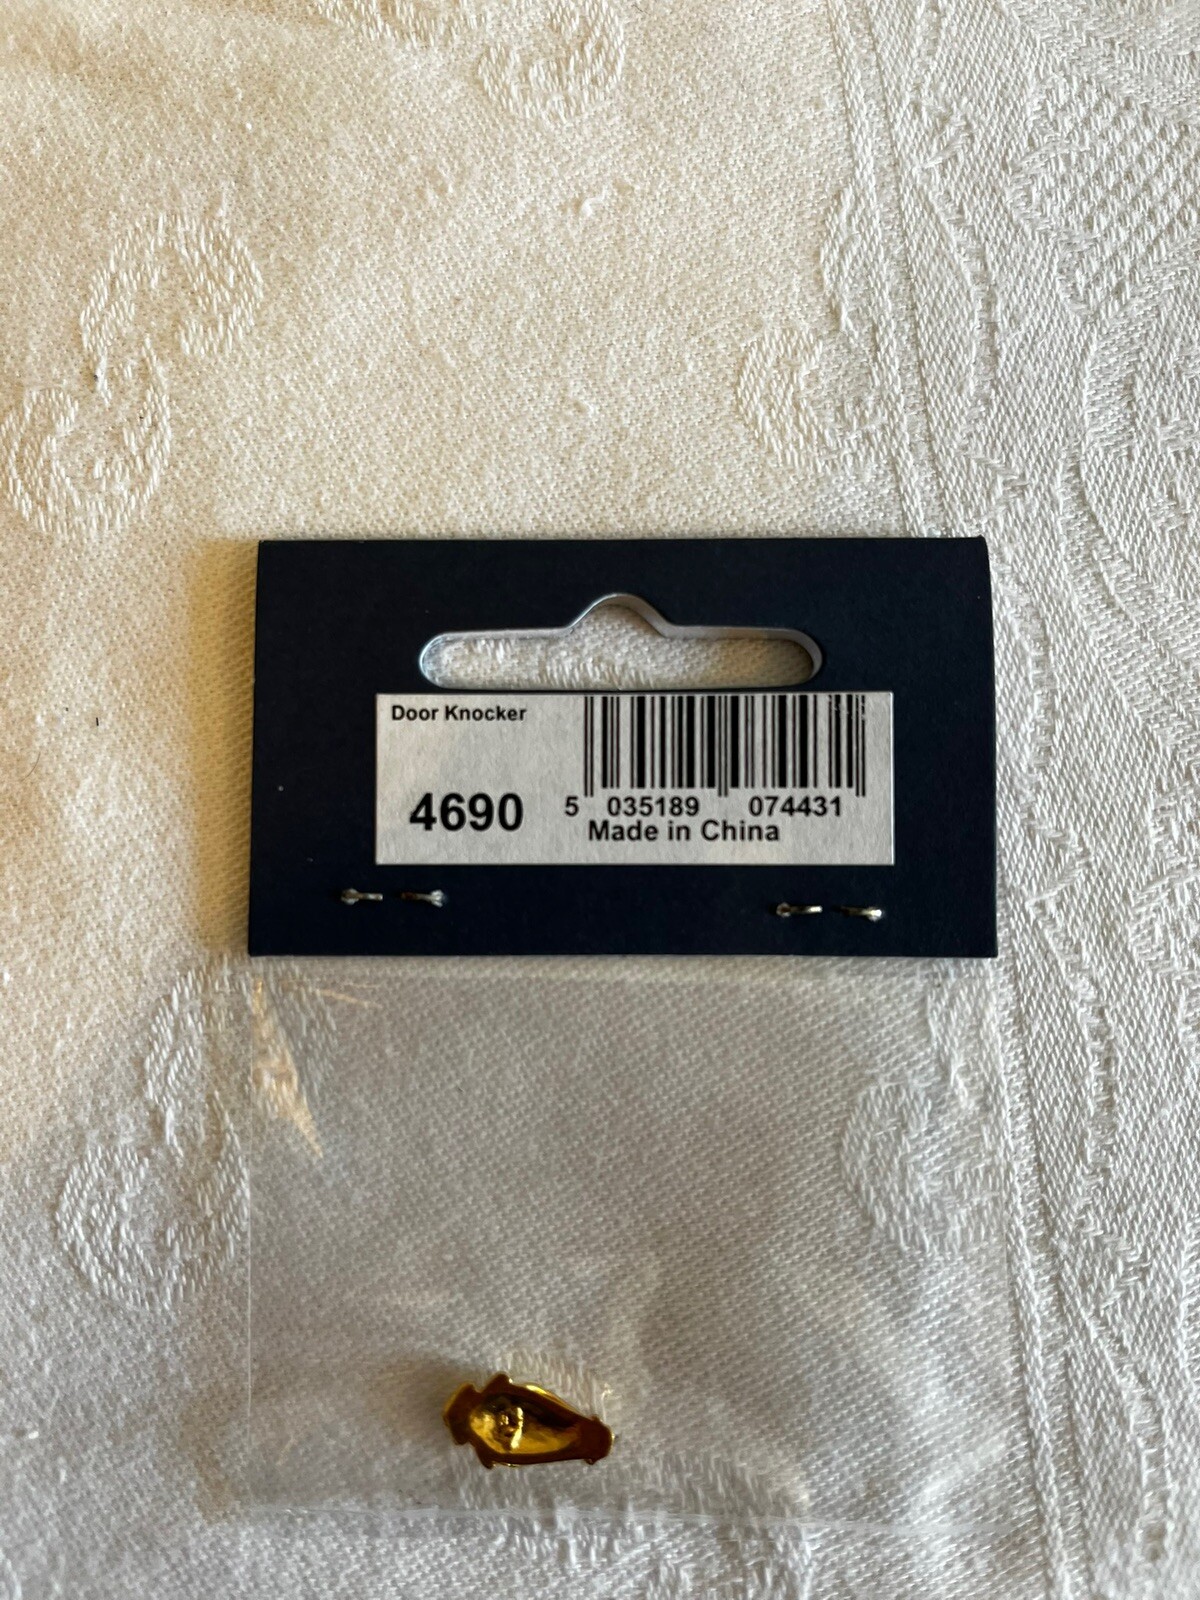 Door Knocker
4690
5 035189 074431
Made in China